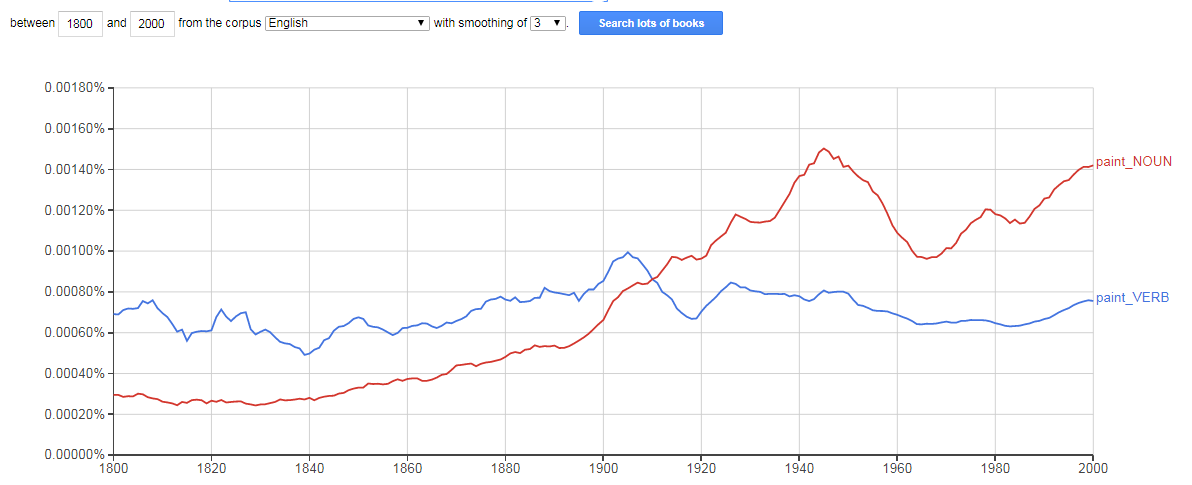 between 1800 and 2000 from the corpus English with smoothing of 3 . Search lots of books
0.00180%
0.00160%
0.00140%
0.00120%
0.00100%
0.00080%
0.00060%
0.00040%
0.00020%
0.00000%
paint_NOUN
paint_VERB
1800 1820 1840 1860 1880 1900 1920 1940 1960 1980 2000